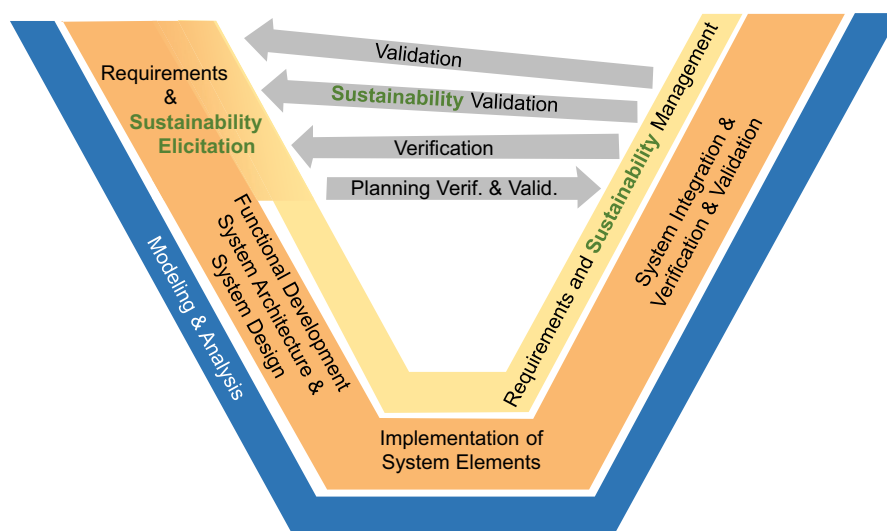 Requirements
&
Sustainability
Elicitation
Validation
Sustainability Validation
Verification
Planning Verif. & Valid.
Functional Development
System Architecture &
System Design
Modeling & Analysis
Implementation of
System Elements
Requirements and Sustainability Management
System Integration &
Verification & Validation